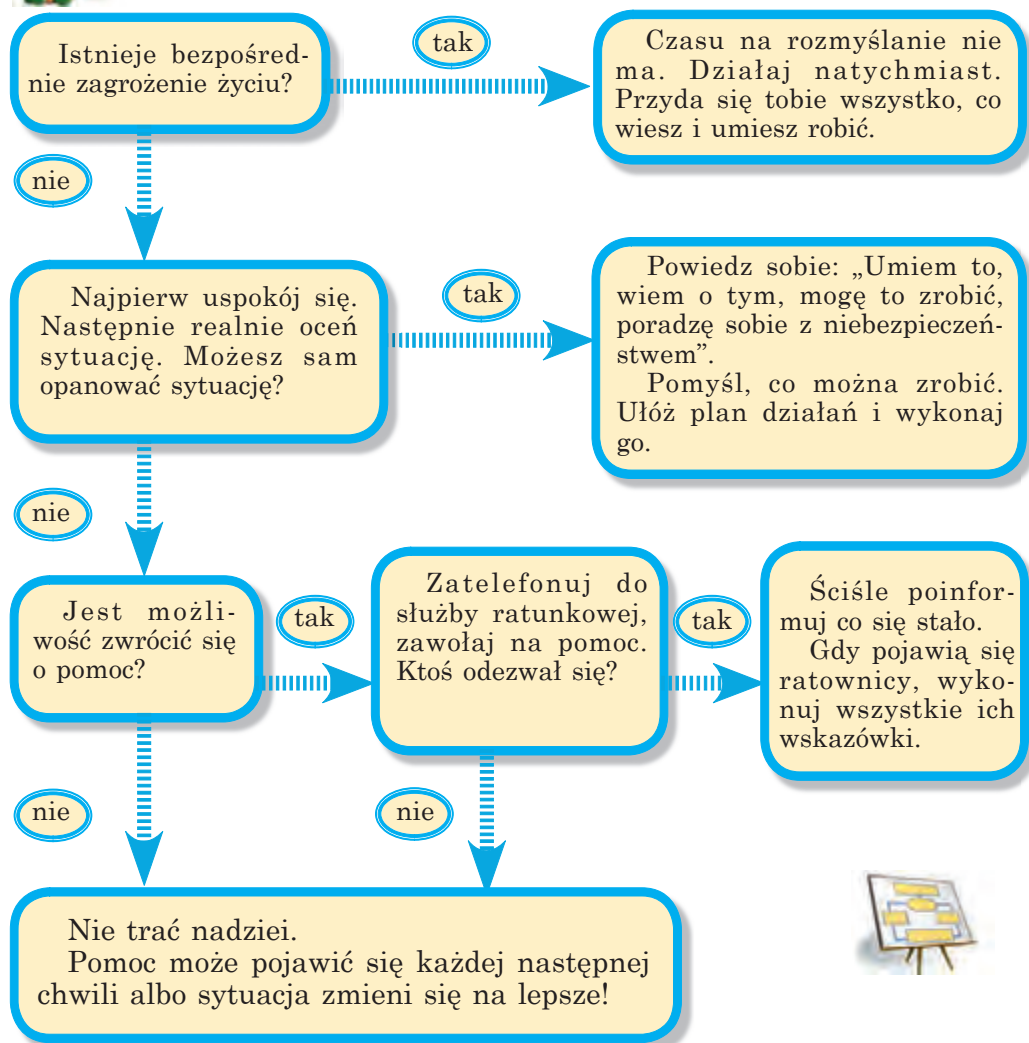 Istnieje bezpośred-
nie zagrożenie życiu?
tak
Czasu na rozmyślanie nie
ma. Działaj natychmiast.
Przyda się tobie wszystko, co
wiesz i umiesz robić.
nie
Najpierw uspokój się.
Następnie realnie oceń
sytuację. Możesz sam
opanować sytuację?
tak
Powiedz sobie: „Umiem to,
wiem o tym, mogę to zrobić,
poradzę sobie z niebezpieczeń-
stwem”.
Pomyśl, co można zrobić.
Ułóż plan działań i wykonaj
go.
nie
Jest możli-
wość zwrócić się
o pomoc?
tak
Zatelefonuj do
służby ratunkowej,
zawołaj na pomoc.
Ktoś odezwał się?
tak
Ściśle poinfor-
muj co się stało.
Gdy pojawią się
ratownicy, wyko-
nuj wszystkie ich
wskazówki.
nie
nie
Nie trać nadziei.
Pomoc może pojawić się każdej następnej
chwili albo sytuacja zmieni się na lepsze!